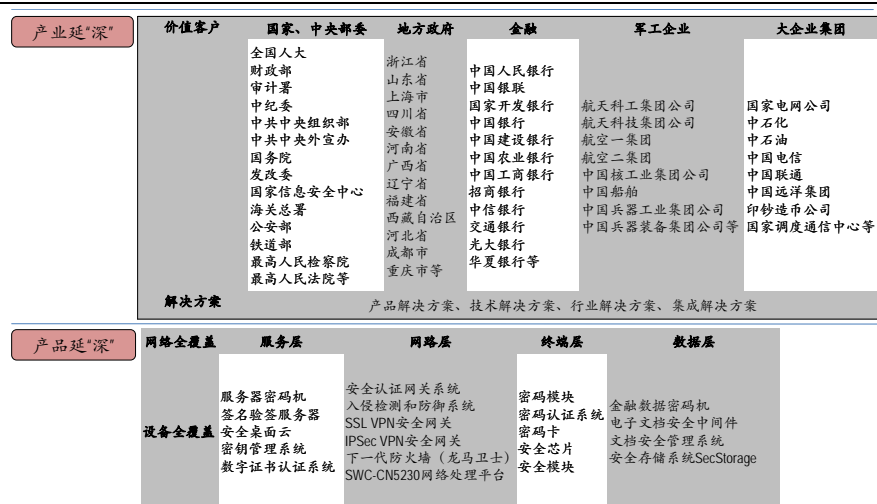 产业延“深”
价值客户 国家、中央部委 地方政府 金融 军工企业 大企业集团
全国人大
财政部
审计署
中纪委
中共中央组织部
中共中央外宣办
国务院
发改委
国家信息安全中心
海关总署
公安部
铁道部
最高人民检察院
最高人民法院等
浙江省
山东省
上海市
四川省
安徽省
河南省
广西省
辽宁省
福建省
西藏自治区
河北省
成都市
重庆市等
中国人民银行
中国银联
国家开发银行
中国银行
中国建设银行
中国农业银行
中国工商银行
招商银行
中信银行
交通银行
光大银行
华夏银行等
航天科工集团公司
航天科技集团公司
航空一集团
航空二集团
中国核工业集团公司
中国船舶
中国兵器工业集团公司
中国兵器装备集团公司等
国家电网公司
中石化
中石油
中国电信
中国联通
中国远洋集团
印钞造币公司
国家调度通信中心等
解决方案 产品解决方案、技术解决方案、行业解决方案、集成解决方案
产品延“深”
网络全覆盖 服务层 网路层 终端层 数据层
设备全覆盖
服务器密码机
签名验签服务器
安全桌面云
密钥管理系统
数字证书认证系统
安全认证网关系统
入侵检测和防御系统
SSL VPN安全网关
IPSec VPN安全网关
下一代防火墙（龙马卫士）
SWC-CN5230网络处理平台
密码模块
密码认证系统
密码卡
安全芯片
安全模块
金融数据密码机
电子文档安全中间件
文档安全管理系统
安全存储系统SecStorage